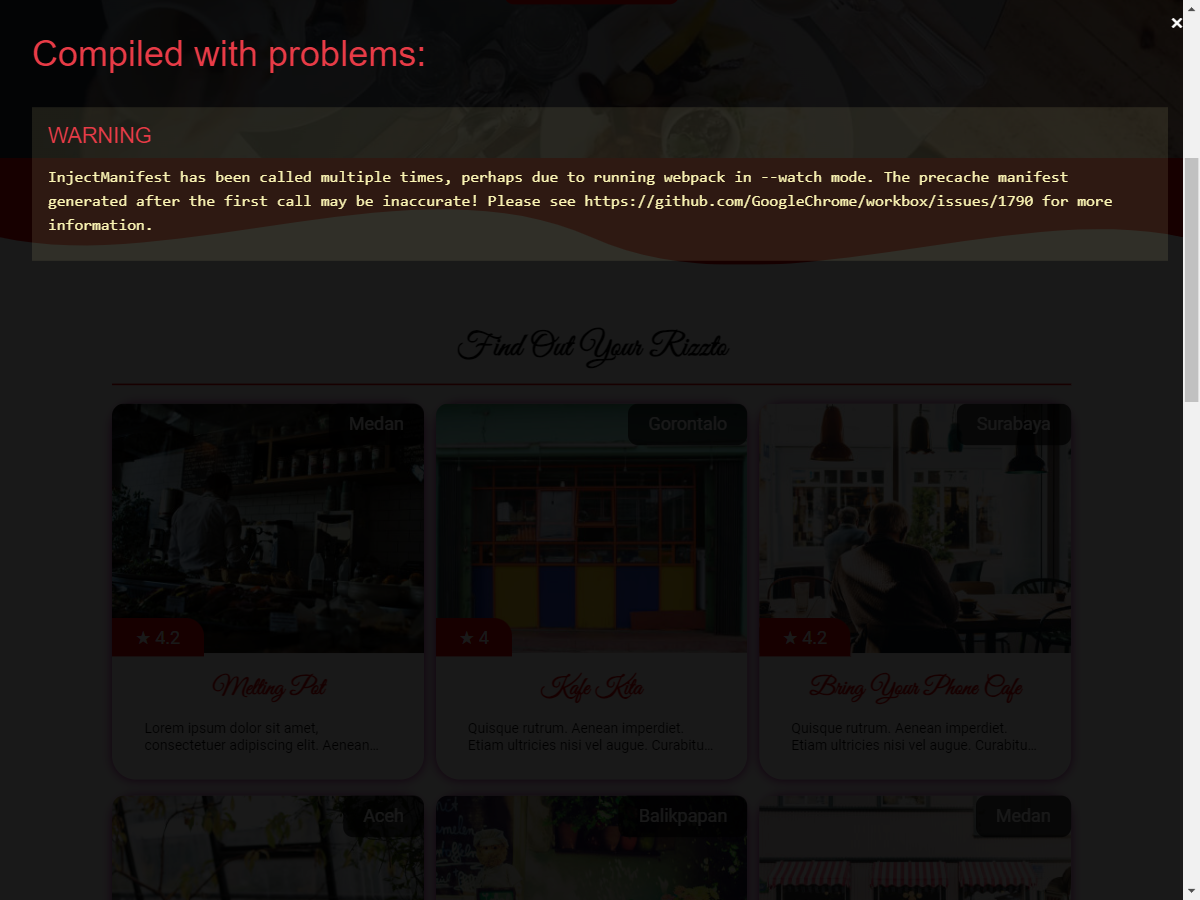 ×
Compiled with problems:
WARNING
InjectManifest has been called multiple times, perhaps due to running webpack in --watch mode. The precache manifest
generated after the first call may be inaccurate! Please see https://github.com/GoogleChrome/workbox/issues/1790 for more
information.
Find Out Your Rizzto
Medan
Gorontalo
Surabaya
★ 4.2
★ 4
★ 4.2
Melting Pot
Kafe Kita
Bring Your Phone Cafe
Lorem ipsum dolor sit amet,
consectetuer adipiscing elit. Aenean...
Quisque rutrum. Aenean imperdiet.
Etiam ultricies nisi vel augue. Curabitu...
Quisque rutrum. Aenean imperdiet.
Etiam ultricies nisi vel augue. Curabitu...
Aceh
Balikpapan
Medan